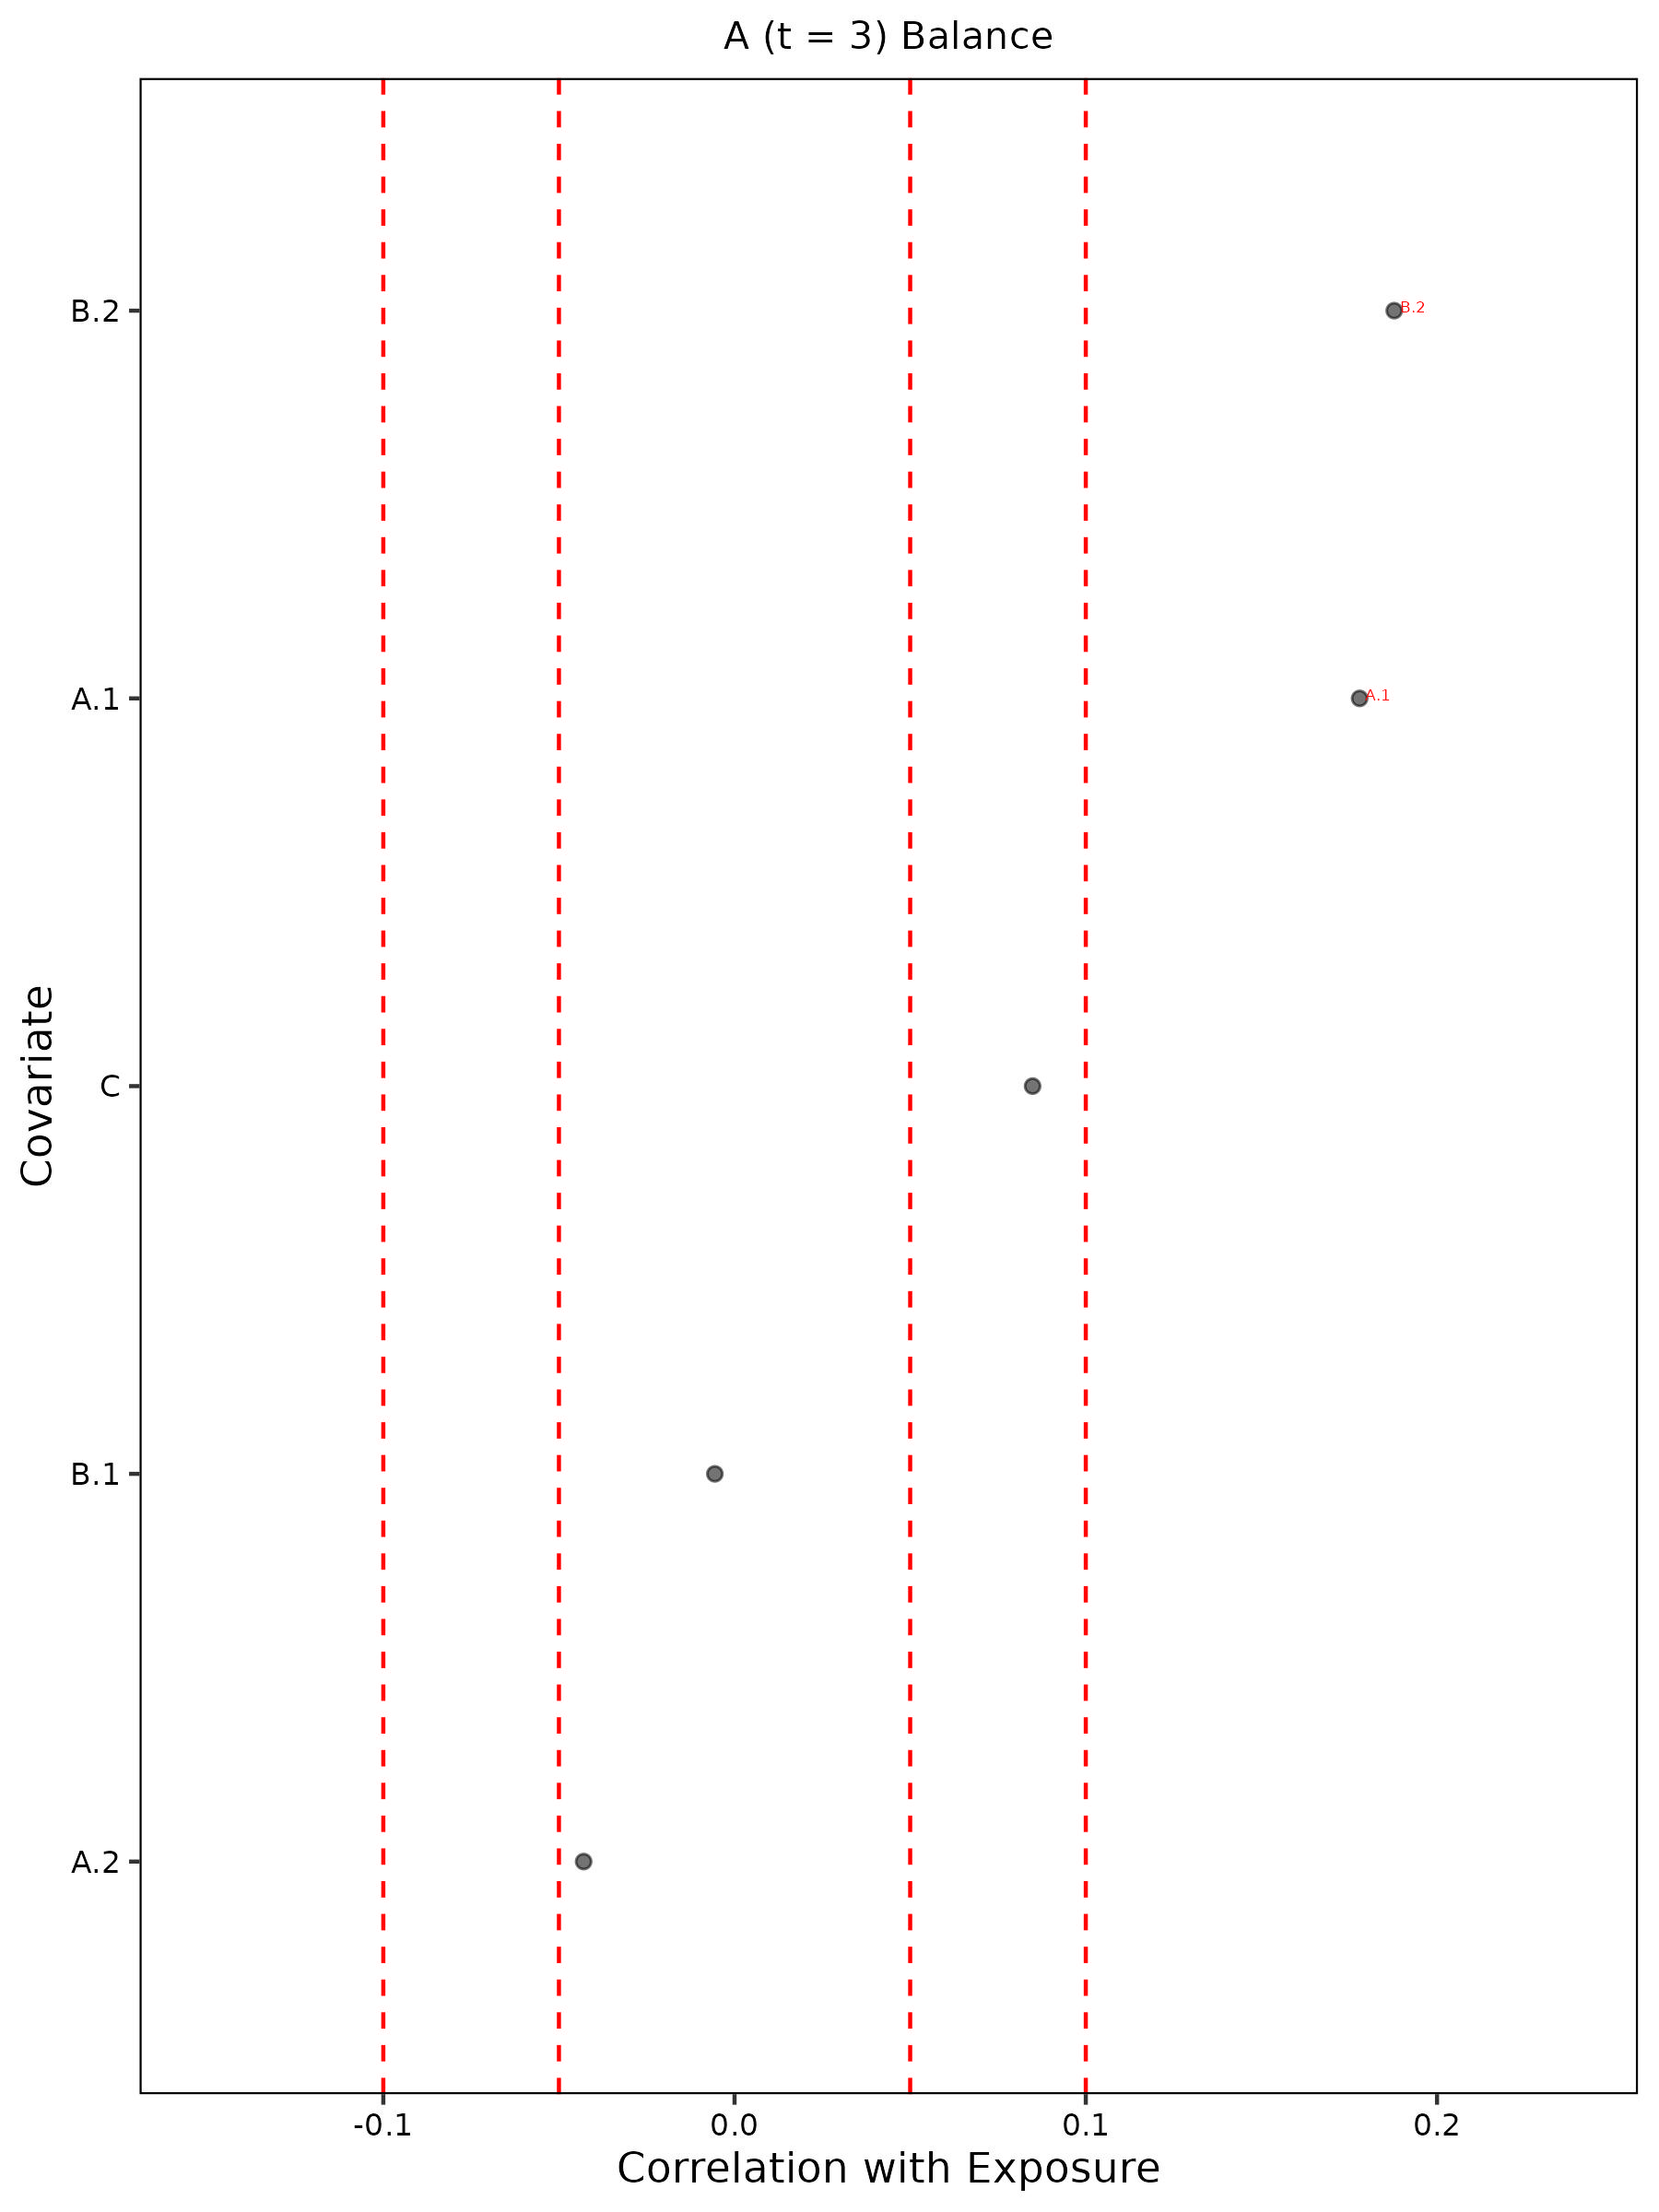 A (t = 3) Balance
B.2
B.2
A.1
A.1
Covariate
C
B.1
A.2
-0.1
0.0
0.1
0.2
Correlation with Exposure